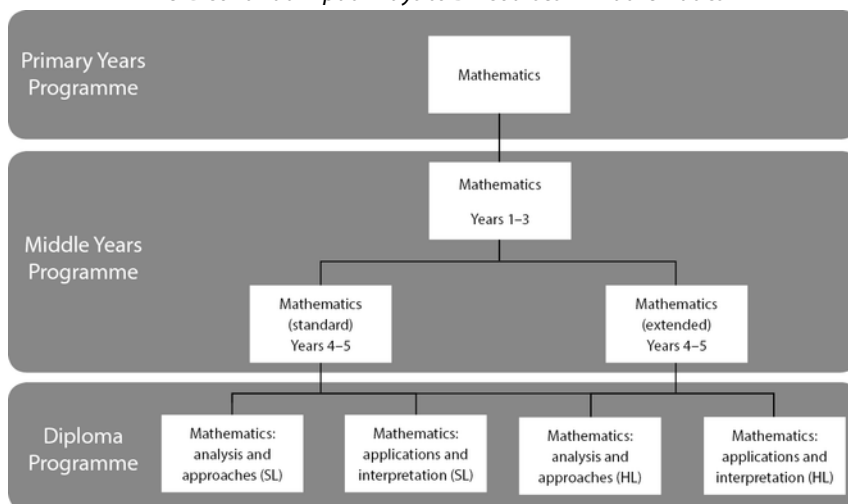 Primary Years
Programme
Mathematics
Middle Years
Programme
Mathematics
Years 1–3
Mathematics
(standard)
Years 4–5
Mathematics
(extended)
Years 4–5
Diploma
Programme
Mathematics:
analysis and
approaches (SL)
Mathematics:
applications and
interpretation (SL)
Mathematics:
analysis and
approaches (HL)
Mathematics:
applications and
interpretation (HL)